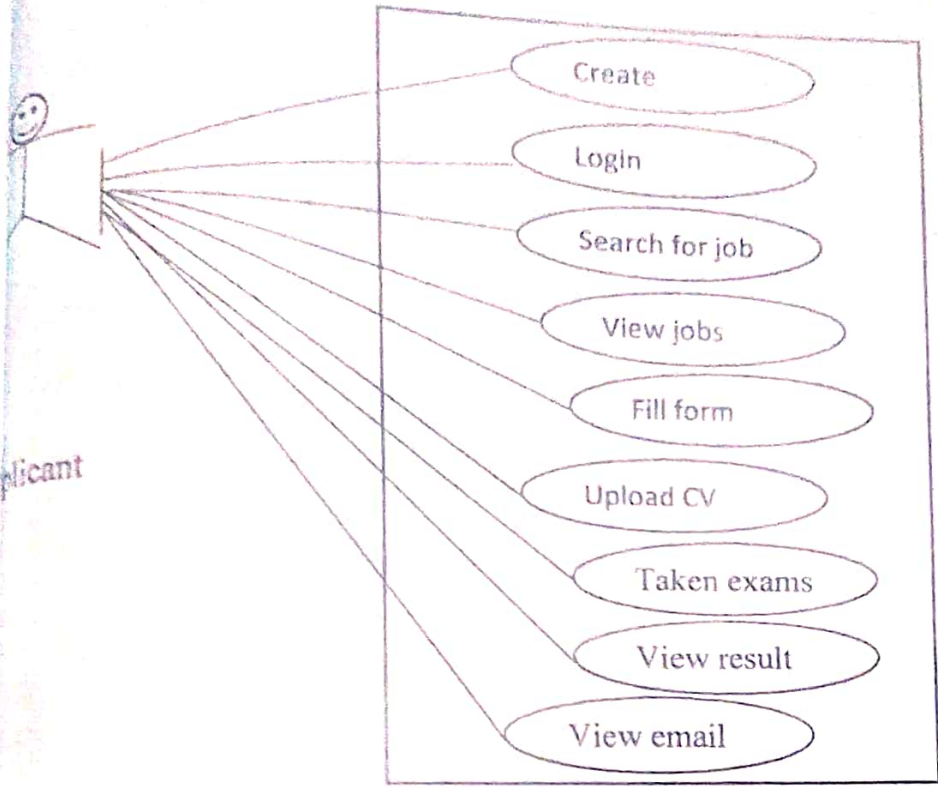 Create
Login
Search for job
View jobs
Fill form
plicant
Upload CV
Taken exams
View result
View email